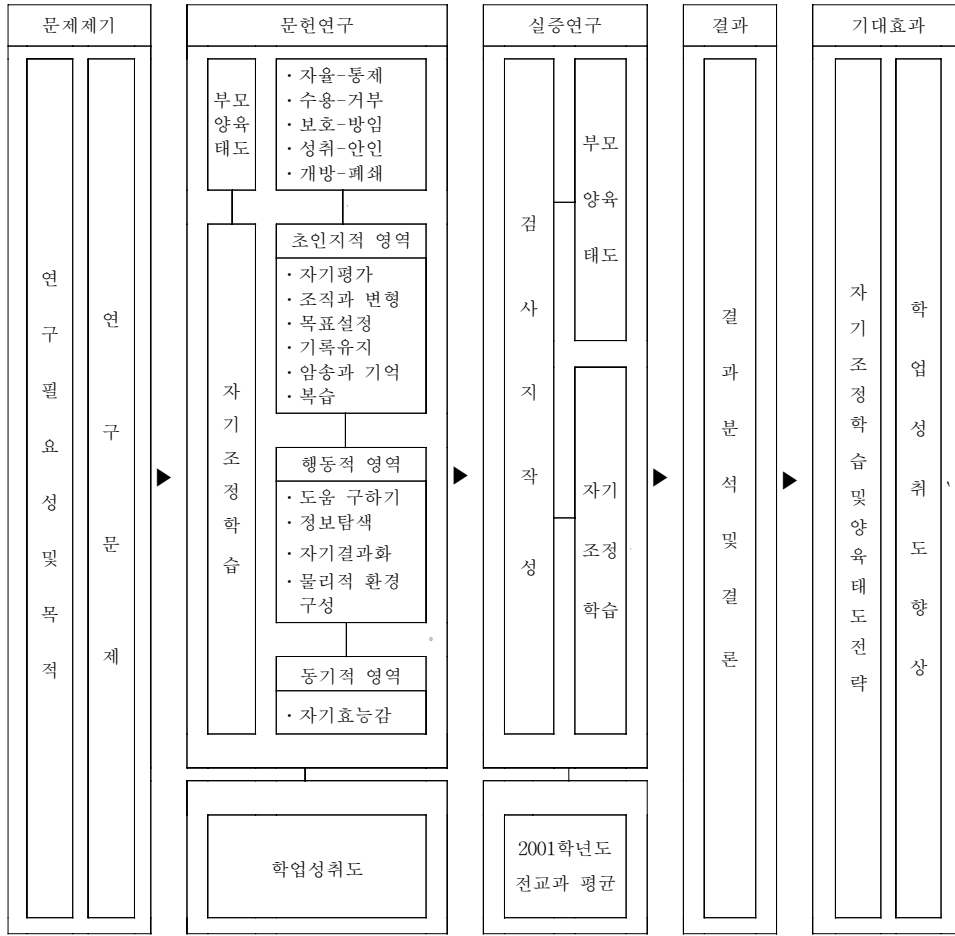 문제제기
연구필요성및목적
연구문제
문헌연구
부모
양육
태도
· 자율-통제
· 수용-거부
· 보호-방임
· 성취-안인
· 개방-폐쇄
자기조정학습
초인지적 영역
· 자기평가
· 조직과 변형
· 목표설정
· 기록유지
· 암송과 기억
· 복습
행동적 영역
· 도움 구하기
· 정보탐색
· 자기결과화
· 물리적 환경
구성
동기적 영역
· 자기효능감
학업성취도
실증연구
검사지작성
부모
양육
태도
자기
조정
학습
2001학년도
전교과 평균
결과
결과분석및결론
기대효과
자기조정학습및양육태도전략
학업성취도향상